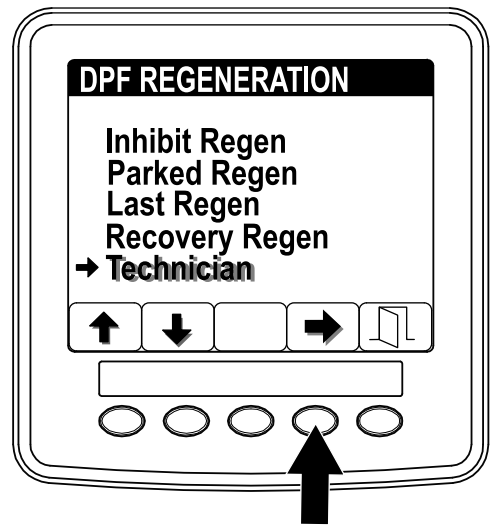 DPF REGENERATION
Inhibit Regen
Parked Regen
Last Regen
Recovery Regen
Technician